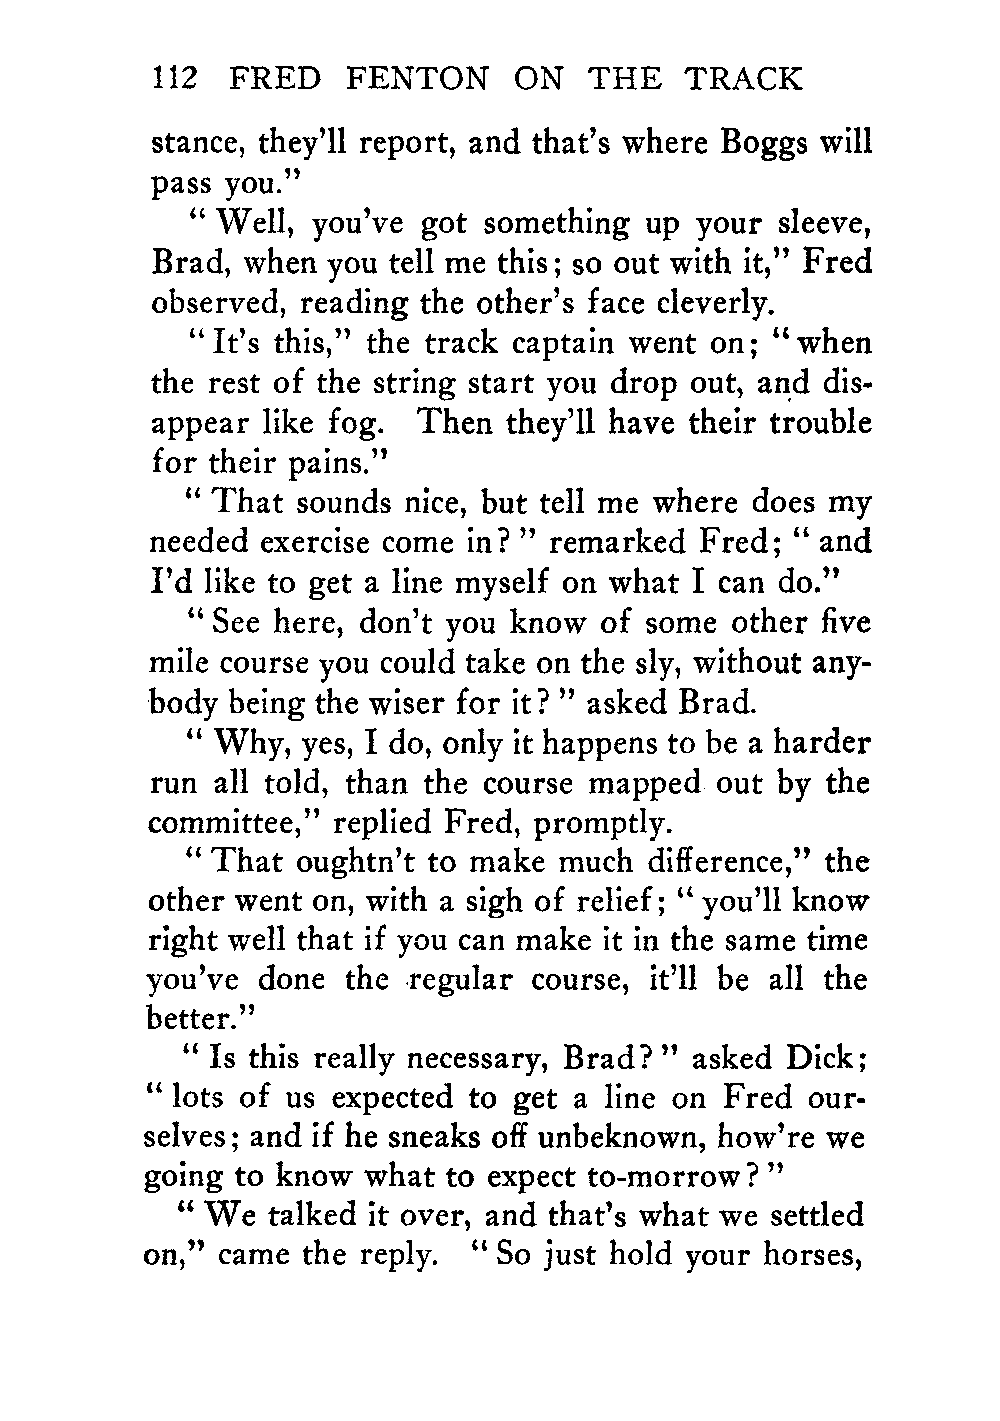 112 FRED FENTON ON THE TRACK
stance, they'll report, and that's where Boggs will
pass you."
" Well, you've got something up your sleeve,
Brad, when you tell me this; so out with it," Fred
observed, reading the other's face cleverly.
" It's this," the track captain went on; " when
the rest of the string start you drop out, and dis-
appear like fog. Then they'll have their trouble
for their pains."
" That sounds nice, but tell me where does my
needed exercise come in? " remarked Fred; " and
I'd like to get a line myself on what I can do."
" See here, don't you know of some other five
mile course you could take on the sly, without any-
body being the wiser for it? " asked Brad.
" Why, yes, I do, only it happens to be a harder
run all told, than the course mapped out by the
committee," replied Fred, promptly.
" That oughtn't to make much difference," the
other went on, with a sigh of relief; " you'll know
right well that if you can make it in the same time
you've done the regular course, it'll be all the
better."
" Is this really necessary, Brad? " asked Dick;
" lots of us expected to get a line on Fred our-
selves; and if he sneaks off unbeknown, how're we
going to know what to expect to-morrow? "
" We talked it over, and that's what we settled
on," came the reply. " So just hold your horses,